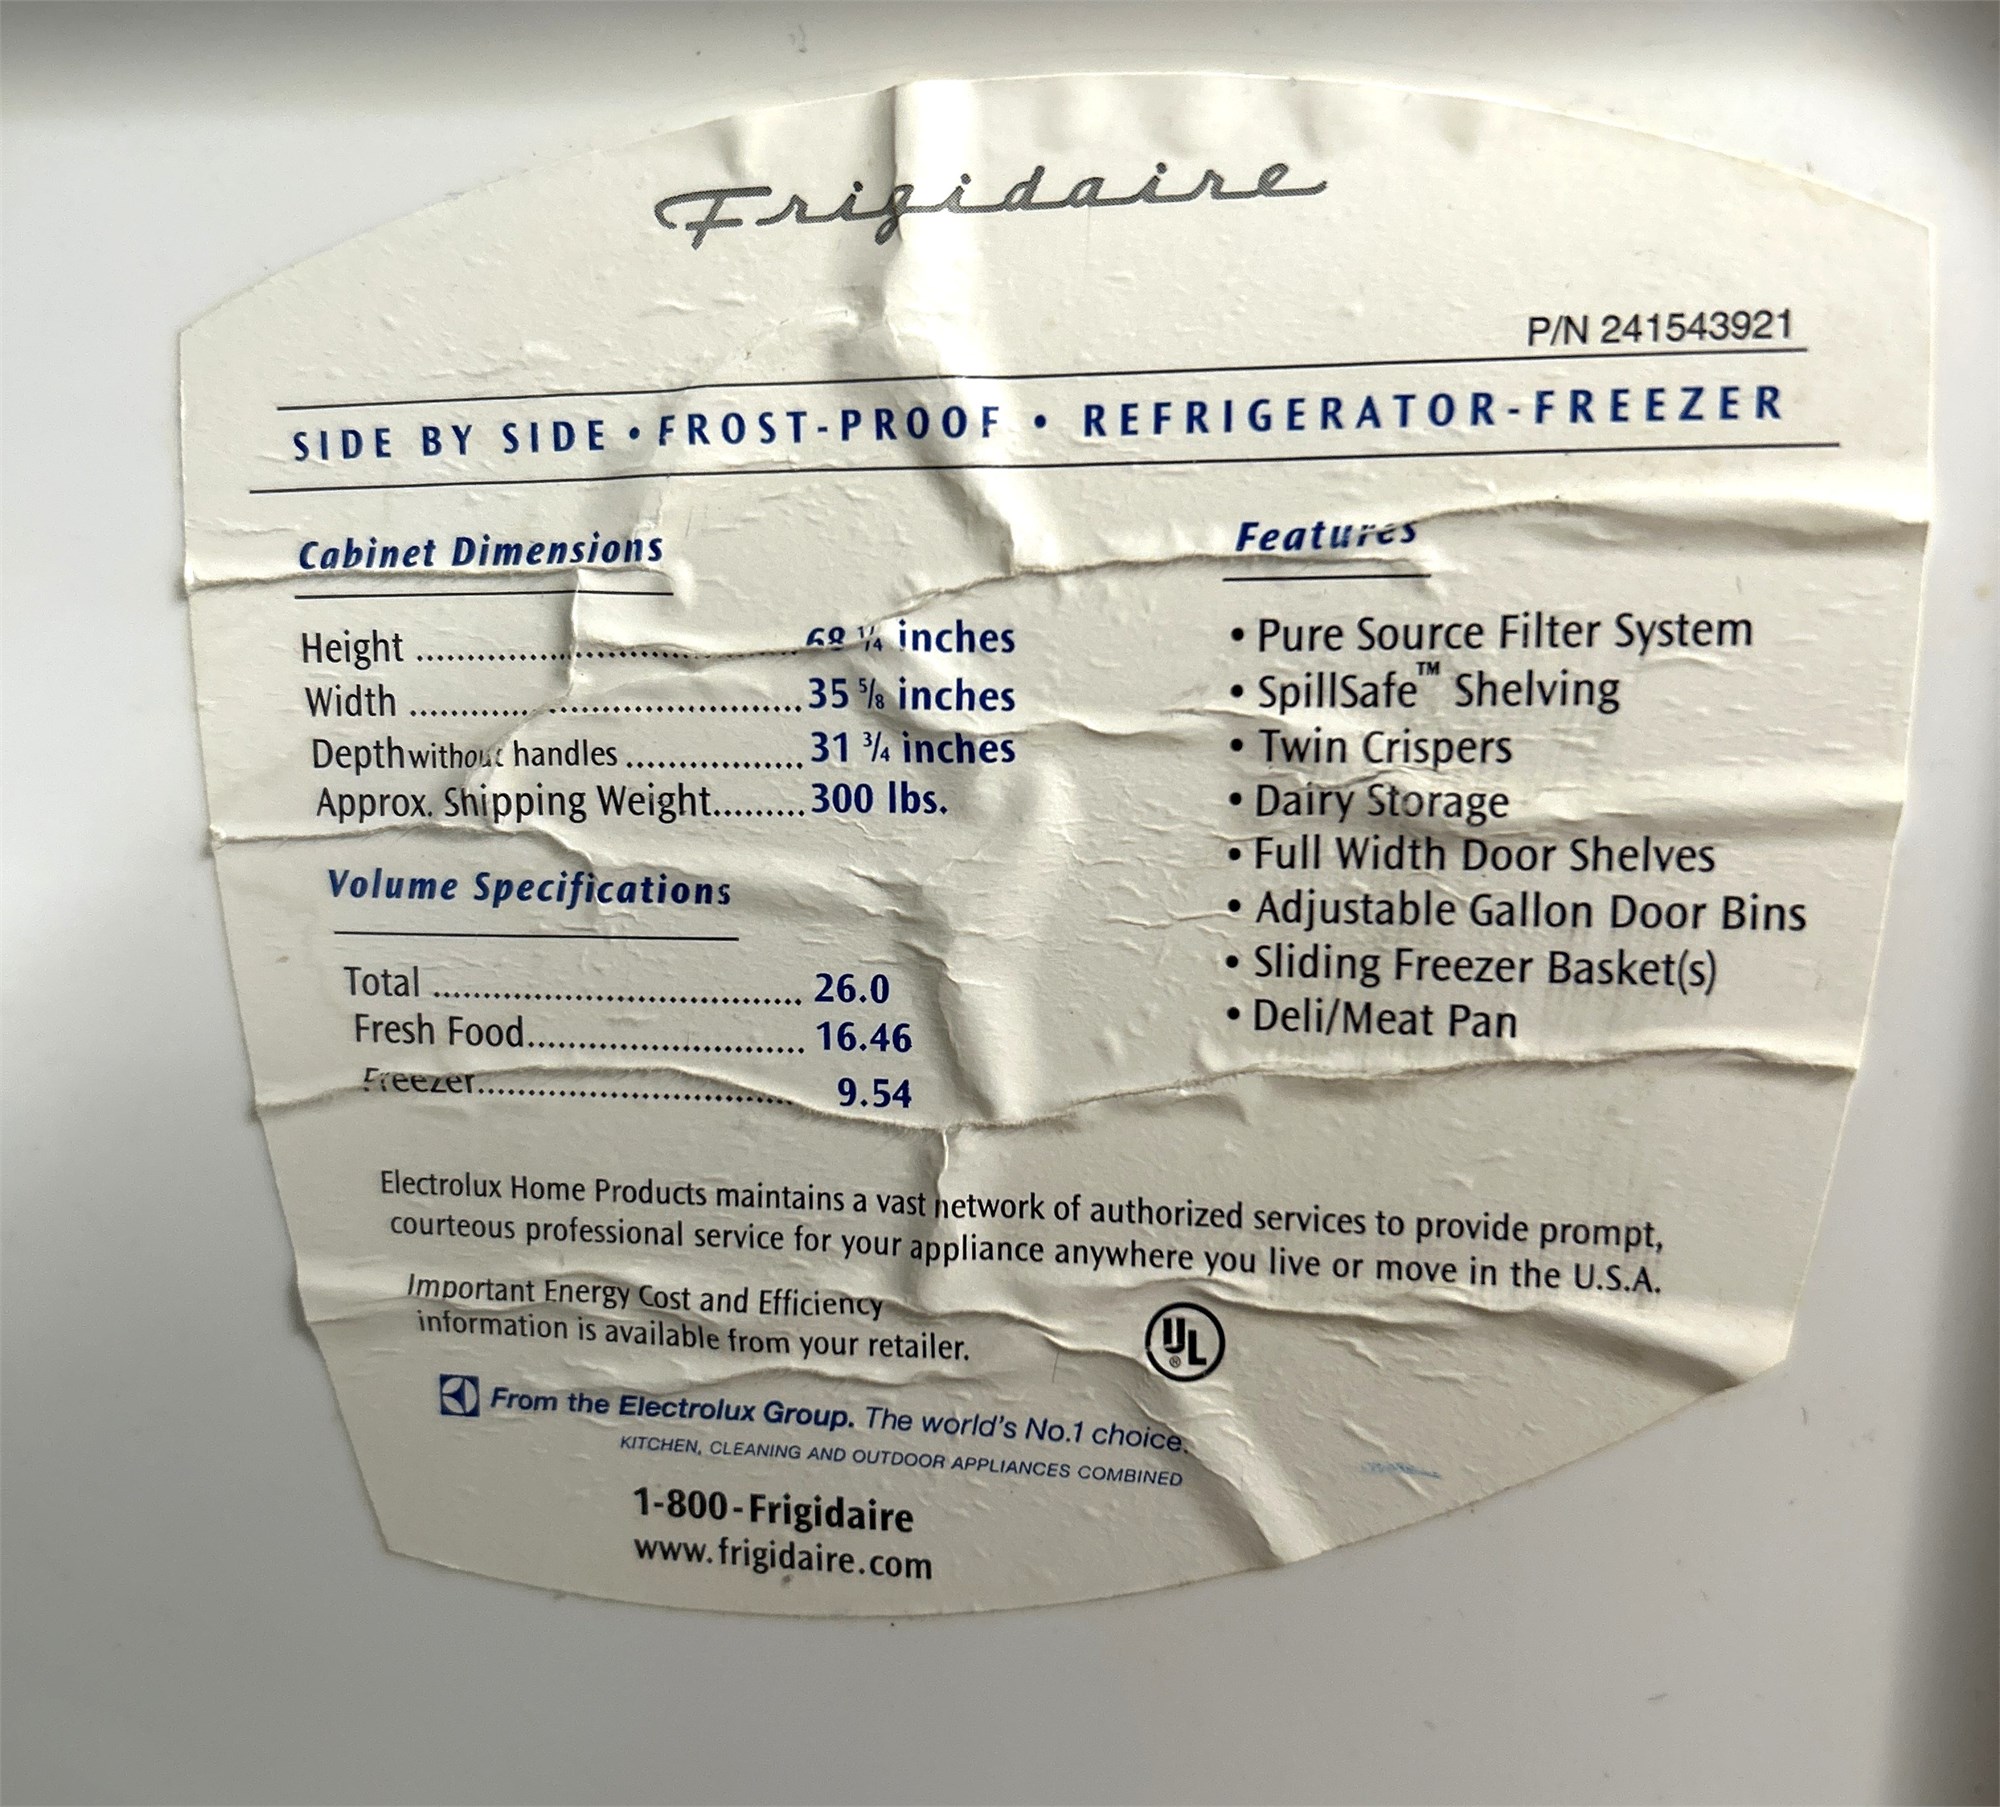 Frigidaire
P/N 241543921
SIDE BY SIDE • FROST-PROOF • REFRIGERATOR-FREEZER
Cabinet Dimensions
Height .......................................... 68 1/4 inches
Width .......................................... 35 5/8 inches
Depth without handles .................. 31 3/4 inches
Approx. Shipping Weight......... 300 lbs.
Volume Specifications
Total ..................................... 26.0
Fresh Food............................ 16.46
Freezer................................ 9.54
Features
• Pure Source Filter System
• SpillSafe™ Shelving
• Twin Crispers
• Dairy Storage
• Full Width Door Shelves
• Adjustable Gallon Door Bins
• Sliding Freezer Basket(s)
• Deli/Meat Pan
Electrolux Home Products maintains a vast network of authorized services to provide prompt,
courteous professional service for your appliance anywhere you live or move in the U.S.A.
Important Energy Cost and Efficiency
information is available from your retailer.
UL®
From the Electrolux Group. The world's No.1 choice.
KITCHEN, CLEANING AND OUTDOOR APPLIANCES COMBINED
1-800-Frigidaire
www.frigidaire.com